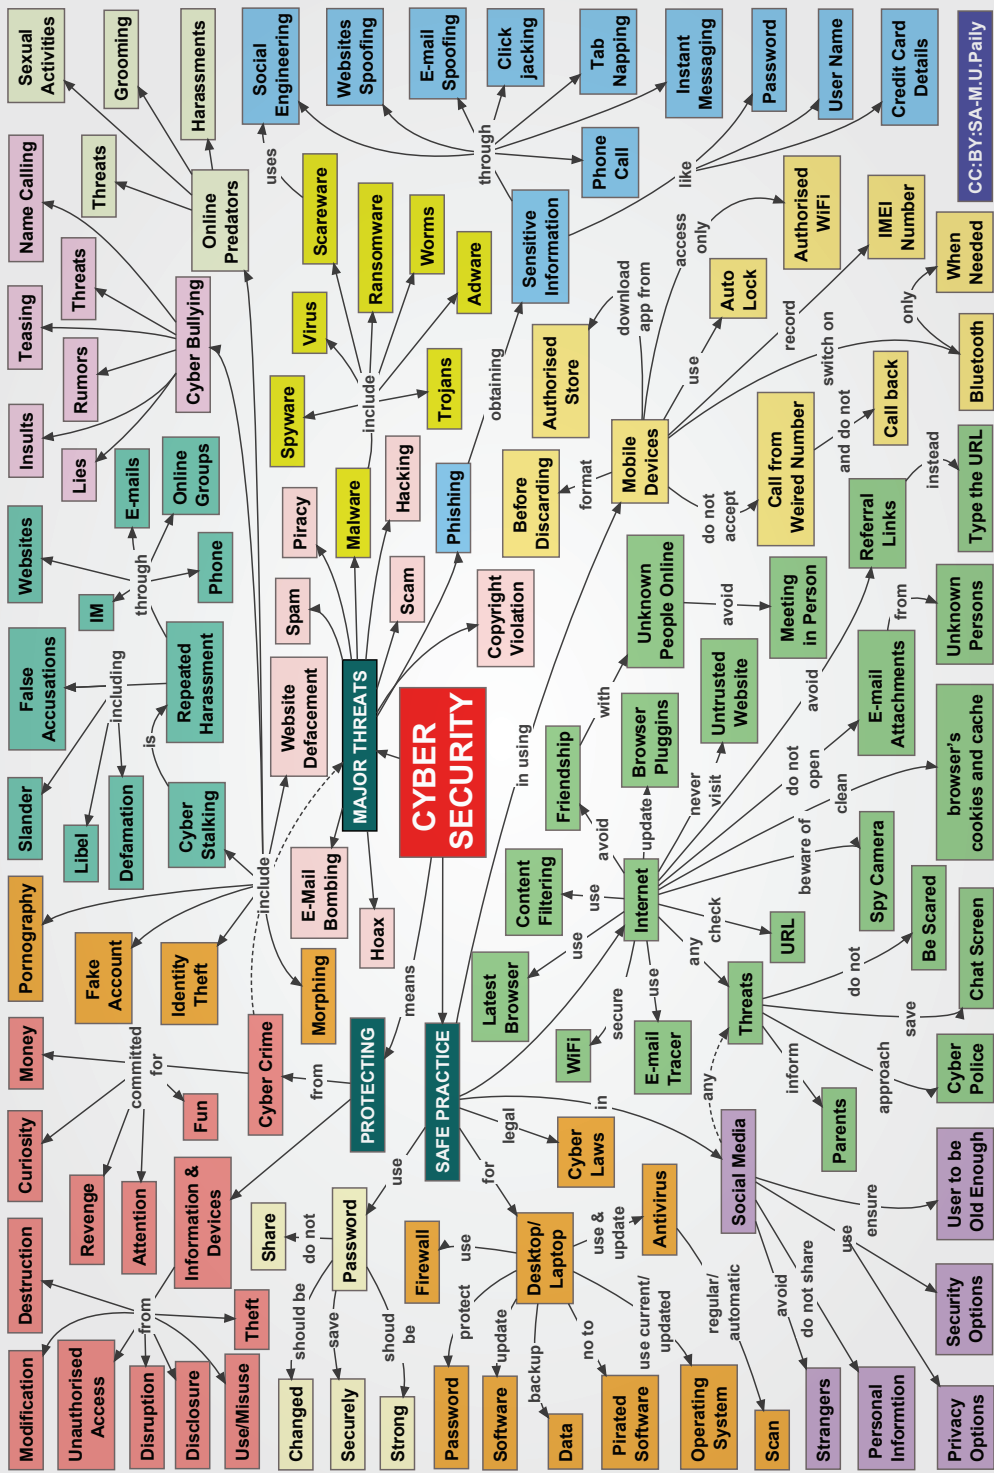 Modification
Destruction
Curiosity
Money
Pornography
Slander
False
Accusations
Websites
Insults
Teasing
Name Calling
Sexual
Activities
Unauthorised
Access
Revenge
Fake
Account
Libel
IM
Lies
Rumors
Threats
Threats
Grooming
Disruption
from
Attention
committed
for
Defamation
including
through
E-mails
Disclosure
Information &
Devices
Fun
Identity
Theft
Cyber
Stalking
is
Repeated
Harassment
Phone
Online
Groups
Cyber Bullying
Online
Predators
Harassments
Use/Misuse
Theft
Cyber Crime
include
Website
Defacement
Spam
Piracy
Spyware
Virus
Scareware
uses
Social
Engineering
Changed
should be
do not
Share
from
Morphing
E-Mail
Bombing
Malware
include
Ransomware
Websites
Spoofing
Securely
save
Password
PROTECTING
Hoax
MAJOR THREATS
Scam
Hacking
Trojans
Worms
E-mail
Spoofing
Strong
should
be
use
means
CYBER
SECURITY
Phishing
Adware
Firewall
SAFE PRACTICE
Copyright
Violation
obtaining
through
Click
jacking
Password
protect
use
for
legal
Latest
Browser
in using
Before
Discarding
Authorised
Store
Sensitive
Information
Software
update
Desktop/
Laptop
Content
Filtering
use
use
Friendship
Tab
Napping
Data
backup
Cyber
Laws
WiFi
avoid
with
format
download
app from
Phone
Call
no to
use &
update
in
secure
Internet
update
Browser
Pluggins
Unknown
People Online
Mobile
Devices
Instant
Messaging
Pirated
Software
use current/
updated
Antivirus
E-mail
Tracer
use
any
check
never
visit
Untrusted
Website
avoid
do not
accept
use
access
only
like
Operating
System
regular/
automatic
any
Threats
URL
Auto
Lock
Password
Scan
avoid
do not share
Social Media
inform
beware of
do not
open
Meeting
in Person
Call from
Weired Number
record
Authorised
WiFi
User Name
Strangers
Parents
do not
Spy Camera
clean
avoid
and do not
switch on
Personal
Informtion
use
ensure
approach
save
Be Scared
E-mail
Attachments
from
Referral
Links
Call back
only
IMEI
Number
Credit Card
Details
Privacy
Options
Security
Options
User to be
Old Enough
Cyber
Police
Chat Screen
browser's
cookies and cache
Unknown
Persons
instead
Type the URL
Bluetooth
When
Needed
CC:BY:SA-M.U.Paily